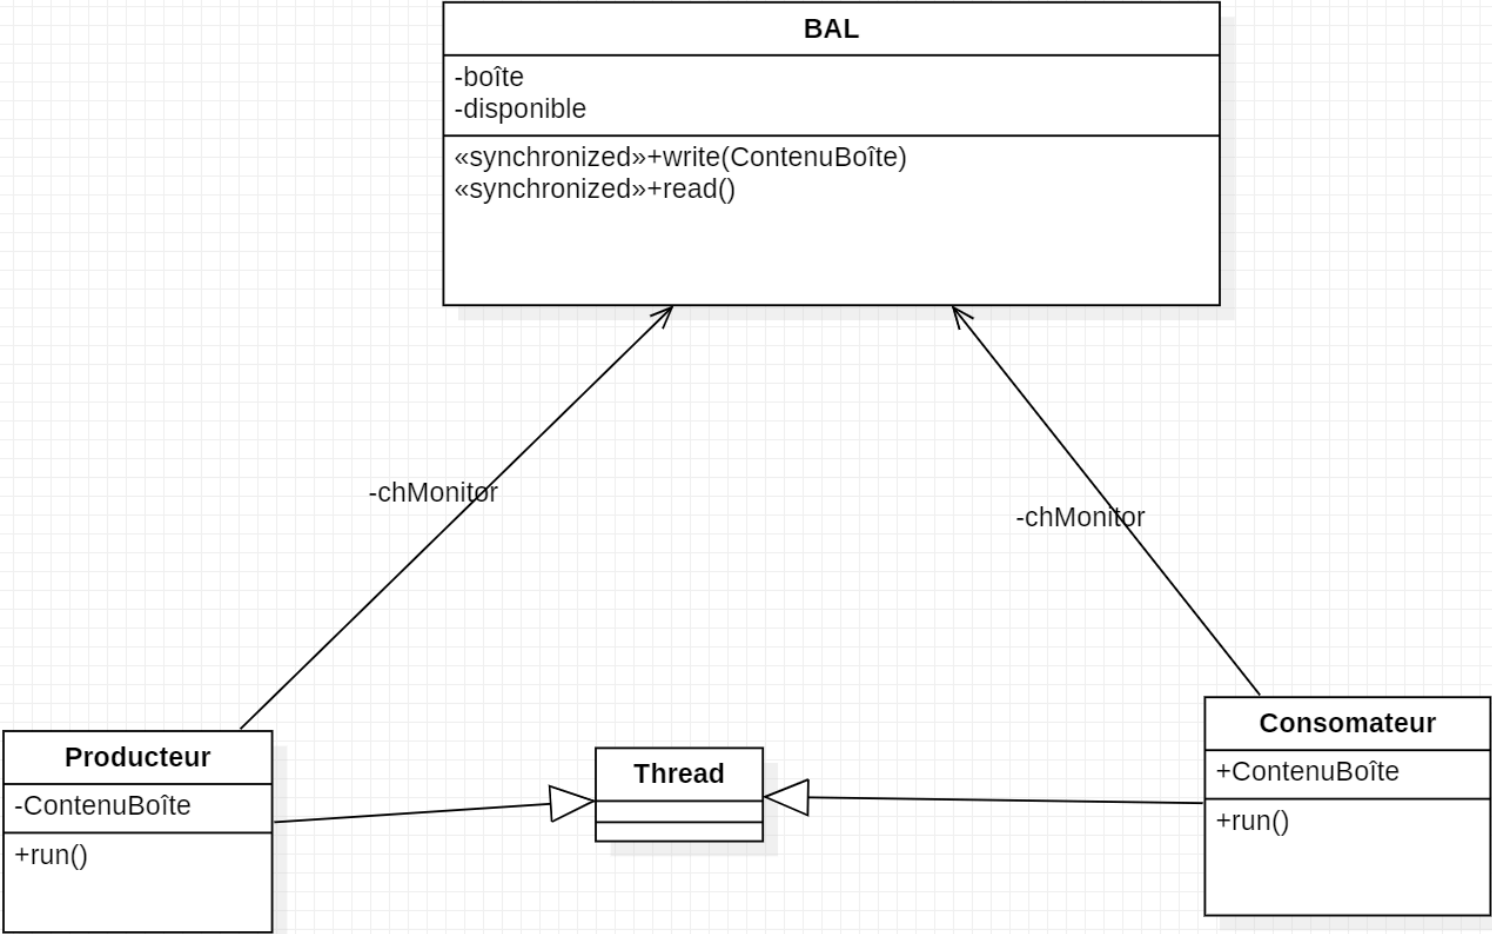 BAL
-boîte
-disponible
«synchronized»+write(ContenuBoîte)
«synchronized»+read()
-chMonitor
-chMonitor
Producteur
-ContenuBoîte
+run()
Thread
Consomateur
+ContenuBoîte
+run()